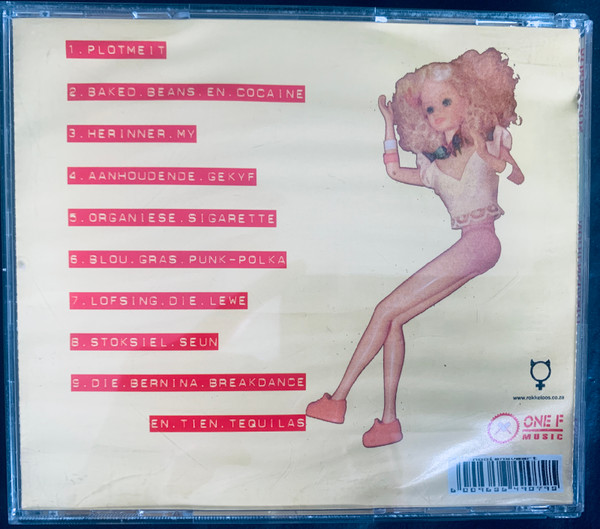 1.PLOTMEIT
2.BAKED.BEANS.EN.COCAINE
3.HERINNER.MY
4.AANHOUDENDE.GEKYF
5.ORGANIESE.SIGARETTE
6.BLOU.GRAS.PUNK-POLKA
7.LOFSING.DIE.LEWE
8.STOKSIEL.SEUN
9.DIE.BERNINA.BREAKDANCE
EN.TIEN.TEQUILAS
www.rokkeloos.co.za
ONE F
MUSIC